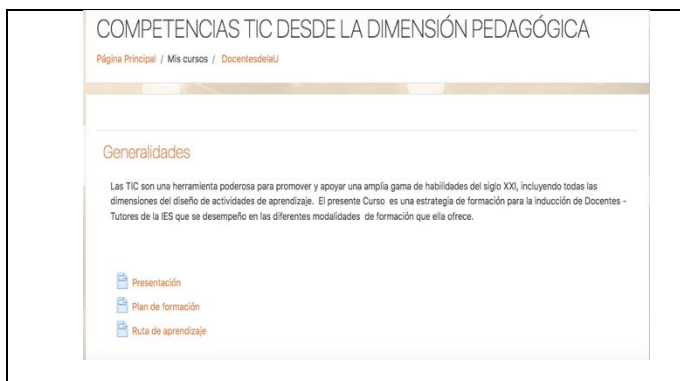 COMPETENCIAS TIC DESDE LA DIMENSIÓN PEDAGÓGICA
Página Principal / Mis cursos / DocentesdelaU
Generalidades
Las TIC son una herramienta poderosa para promover y apoyar una amplia gama de habilidades del siglo XXI, incluyendo todas las
dimensiones del diseño de actividades de aprendizaje. El presente Curso es una estrategia de formación para la inducción de Docentes -
Tutores de la IES que se desempeño en las diferentes modalidades de formación que ella ofrece.
Presentación
Plan de formación
Ruta de aprendizaje